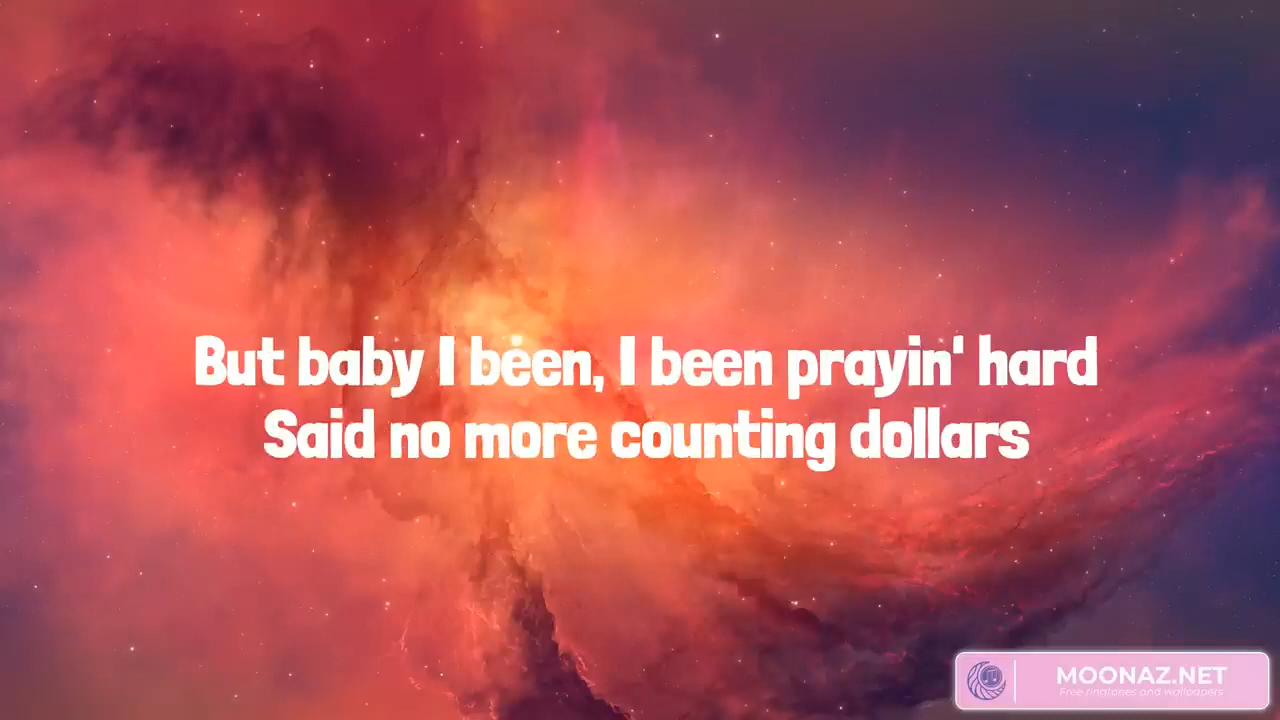 But baby I been, I been prayin' hard
Said no more counting dollars
MOONAZ.NET
Free ringtones and wallpapers